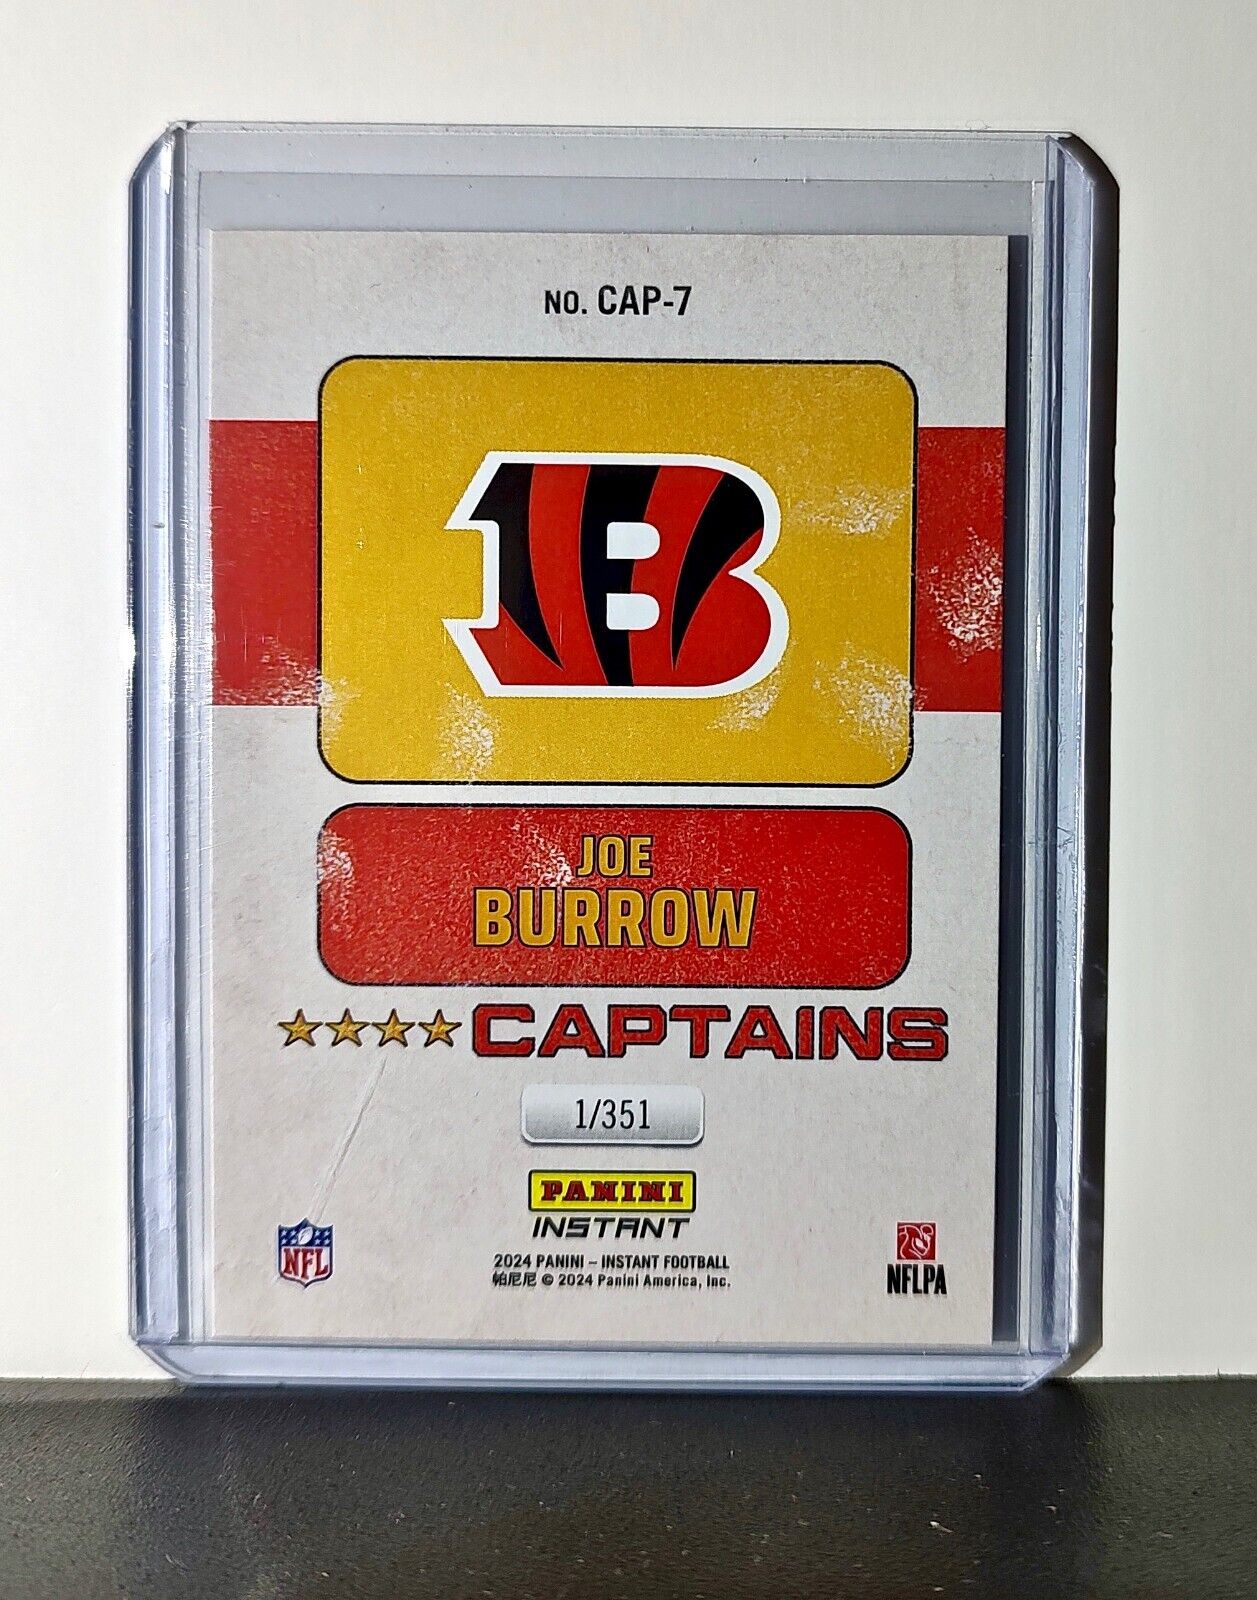 NO. CAP-7
B
JOE
BURROW
CAPTAINS
1/351
PANINI
INSTANT
NFL
2024 PANINI – INSTANT FOOTBALL
帕尼尼 © 2024 Panini America, Inc.
NFLPA